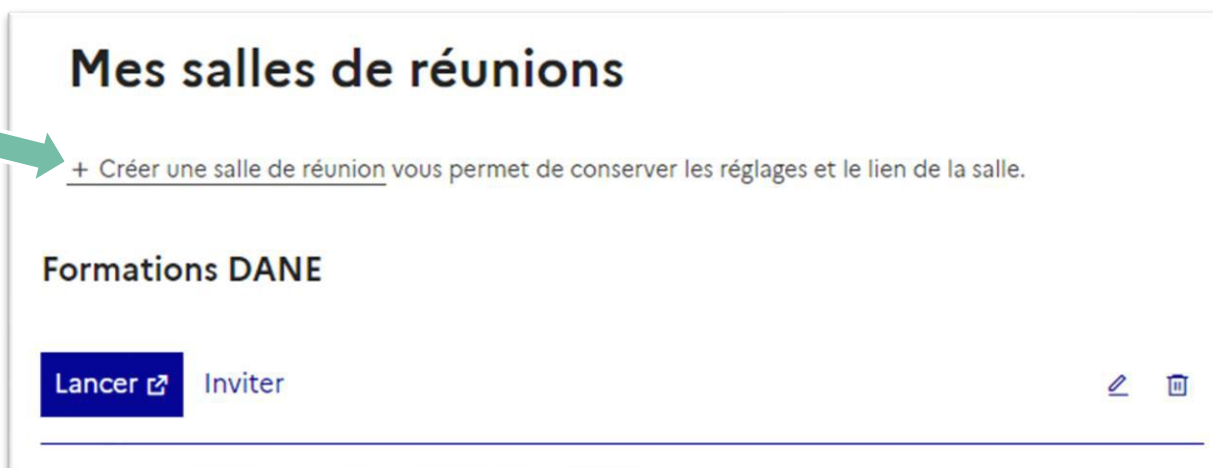 Mes salles de réunions
+ Créer une salle de réunion vous permet de conserver les réglages et le lien de la salle.
Formations DANE
Lancer Inviter